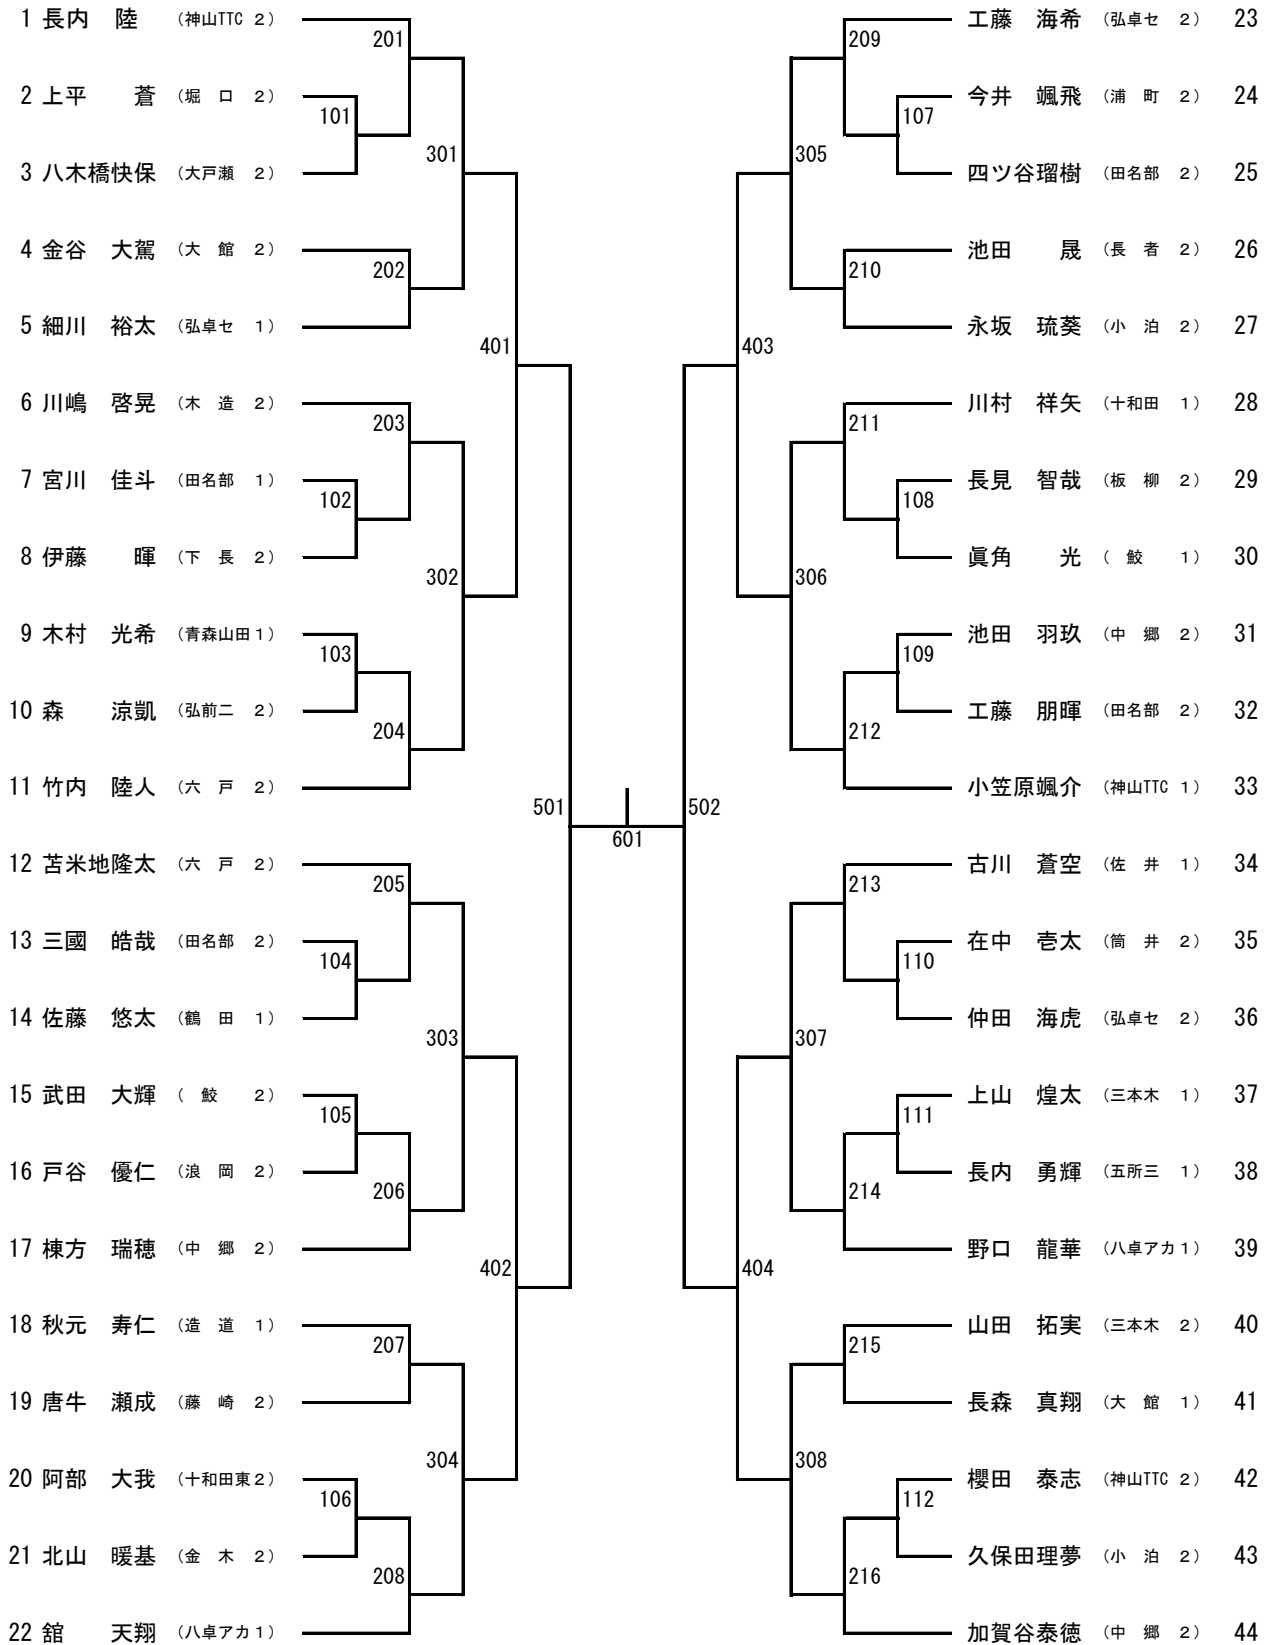 1 長内　陸 （神山TTC 2）
201
2 上平　蒼 （堀 口 2）
101
3 八木橋快保 （大戸瀬 2）
301
4 金谷　大駕 （大 館 2）
202
5 細川　裕太 （弘卓セ 1）
401
6 川嶋　啓晃 （木 造 2）
203
7 宮川　佳斗 （田名部 1）
102
8 伊藤　暉 （下 長 2）
302
9 木村　光希 （青森山田1）
103
10 森　涼凱 （弘前二 2）
204
11 竹内　陸人 （六 戸 2）
501
12 苫米地隆太 （六 戸 2）
205
13 三國　皓哉 （田名部 2）
104
14 佐藤　悠太 （鶴 田 1）
303
15 武田　大輝 （ 鮫 2）
105
16 戸谷　優仁 （浪 岡 2）
206
17 棟方　瑞穂 （中 郷 2）
402
18 秋元　寿仁 （造 道 1）
207
19 唐牛　瀬成 （藤 崎 2）
304
20 阿部　大我 （十和田東2）
106
21 北山　暖基 （金 木 2）
208
22 舘　天翔 （八卓アカ1）
601
工藤　海希 （弘卓セ 2） 23
209
今井　颯飛 （浦 町 2） 24
107
四ツ谷瑠樹 （田名部 2） 25
305
池田　晟 （長 者 2） 26
210
永坂　琉葵 （小 泊 2） 27
403
川村　祥矢 （十和田 1） 28
211
長見　智哉 （板 柳 2） 29
108
眞角　光 （ 鮫 1） 30
306
池田　羽玖 （中 郷 2） 31
109
工藤　朋暉 （田名部 2） 32
212
小笠原颯介 （神山TTC 1） 33
502
古川　蒼空 （佐 井 1） 34
213
在中　壱太 （筒 井 2） 35
110
仲田　海虎 （弘卓セ 2） 36
307
上山　煌太 （三本木 1） 37
111
長内　勇輝 （五所三 1） 38
214
野口　龍華 （八卓アカ1） 39
404
山田　拓実 （三本木 2） 40
215
長森　真翔 （大 館 1） 41
308
櫻田　泰志 （神山TTC 2） 42
112
久保田理夢 （小 泊 2） 43
216
加賀谷泰徳 （中 郷 2） 44